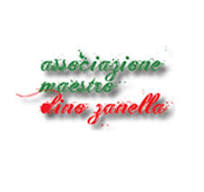 associazione
maestro
dino zanella